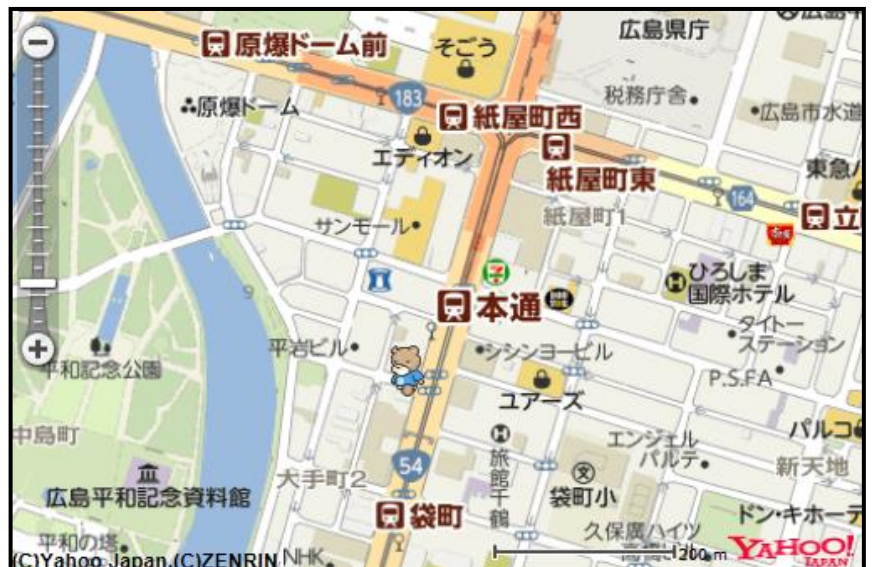 広島県庁
原爆ドーム前
そごう
183
税務庁舎
原爆ドーム
紙屋町西
広島市水道
エディオン
紙屋町東
東急ハ
164
紙屋町1
サンモール
立
ひろしま
国際ホテル
7
本通
9
タイトー
ステーション
平岩ビル
シシンヨービル
平和記念公園
P.S.FA
ユアーズ
中島町
エンジェル
パルテ
パルコ
旅館千鶴
新天地
54
大手町2
文
広島平和記念資料館
袋町小
袋町
ドン・キホーテ
久保廣ハイツ
平和の塔
200 m
YAHOO!
JAPAN
(C)Yahoo Japan,(C)ZENRIN
NHK